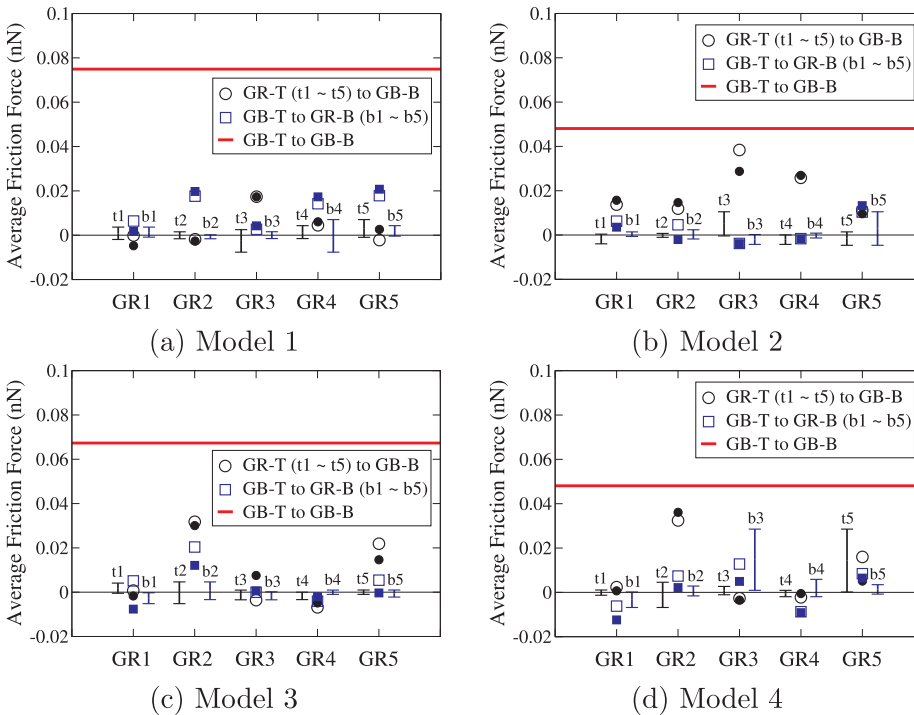 Average Friction Force (nN)
0.1
0.08
0.06
0.04
0.02
0
-0.02
GR-T (t1 ~ t5) to GB-B
GB-T to GR-B (b1 ~ b5)
GB-T to GB-B
t1 b1 t2 b2 t3 b3 t4 b4 t5 b5
GR1 GR2 GR3 GR4 GR5
(a) Model 1
Average Friction Force (nN)
0.1
0.08
0.06
0.04
0.02
0
-0.02
GR-T (t1 ~ t5) to GB-B
GB-T to GR-B (b1 ~ b5)
GB-T to GB-B
t1 b1 t2 b2 t3 b3 t4 b4 t5 b5
GR1 GR2 GR3 GR4 GR5
(b) Model 2
Average Friction Force (nN)
0.1
0.08
0.06
0.04
0.02
0
-0.02
GR-T (t1 ~ t5) to GB-B
GB-T to GR-B (b1 ~ b5)
GB-T to GB-B
t1 b1 t2 b2 t3 b3 t4 b4 t5 b5
GR1 GR2 GR3 GR4 GR5
(c) Model 3
Average Friction Force (nN)
0.1
0.08
0.06
0.04
0.02
0
-0.02
GR-T (t1 ~ t5) to GB-B
GB-T to GR-B (b1 ~ b5)
GB-T to GB-B
t1 b1 t2 b2 t3 b3 t4 b4 t5 b5
GR1 GR2 GR3 GR4 GR5
(d) Model 4